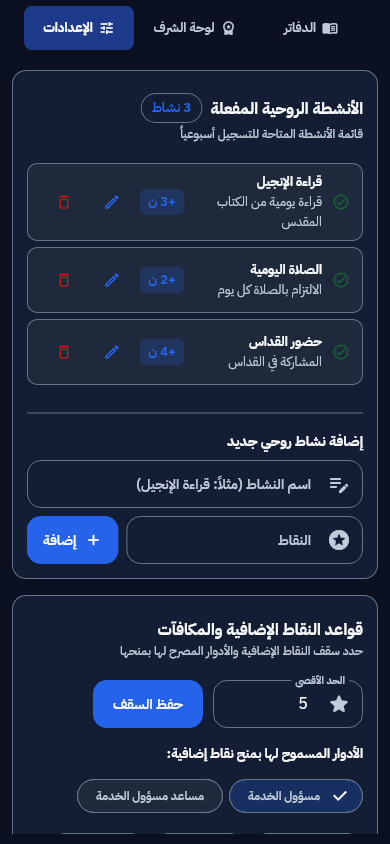 الدفاتر
لوحة الشرف
الإعدادات
الأنشطة الروحية المفعلة
3 نشاط
قائمة الأنشطة المتاحة للتسجيل أسبوعياً
قراءة الإنجيل
قراءة يومية من الكتاب
المقدس
+3 ن
الصلاة اليومية
الالتزام بالصلاة كل يوم
+2 ن
حضور القداس
المشاركة في القداس
+4 ن
إضافة نشاط روحي جديد
اسم النشاط (مثلاً: قراءة الإنجيل)
النقاط
إضافة
قواعد النقاط الإضافية والمكافآت
حدد سقف النقاط الإضافية والأدوار المصرح لها بمنحها
الحد الأقصى
5
حفظ السقف
الأدوار المسموح لها بمنح نقاط إضافية:
مسؤول الخدمة
مساعد مسؤول الخدمة